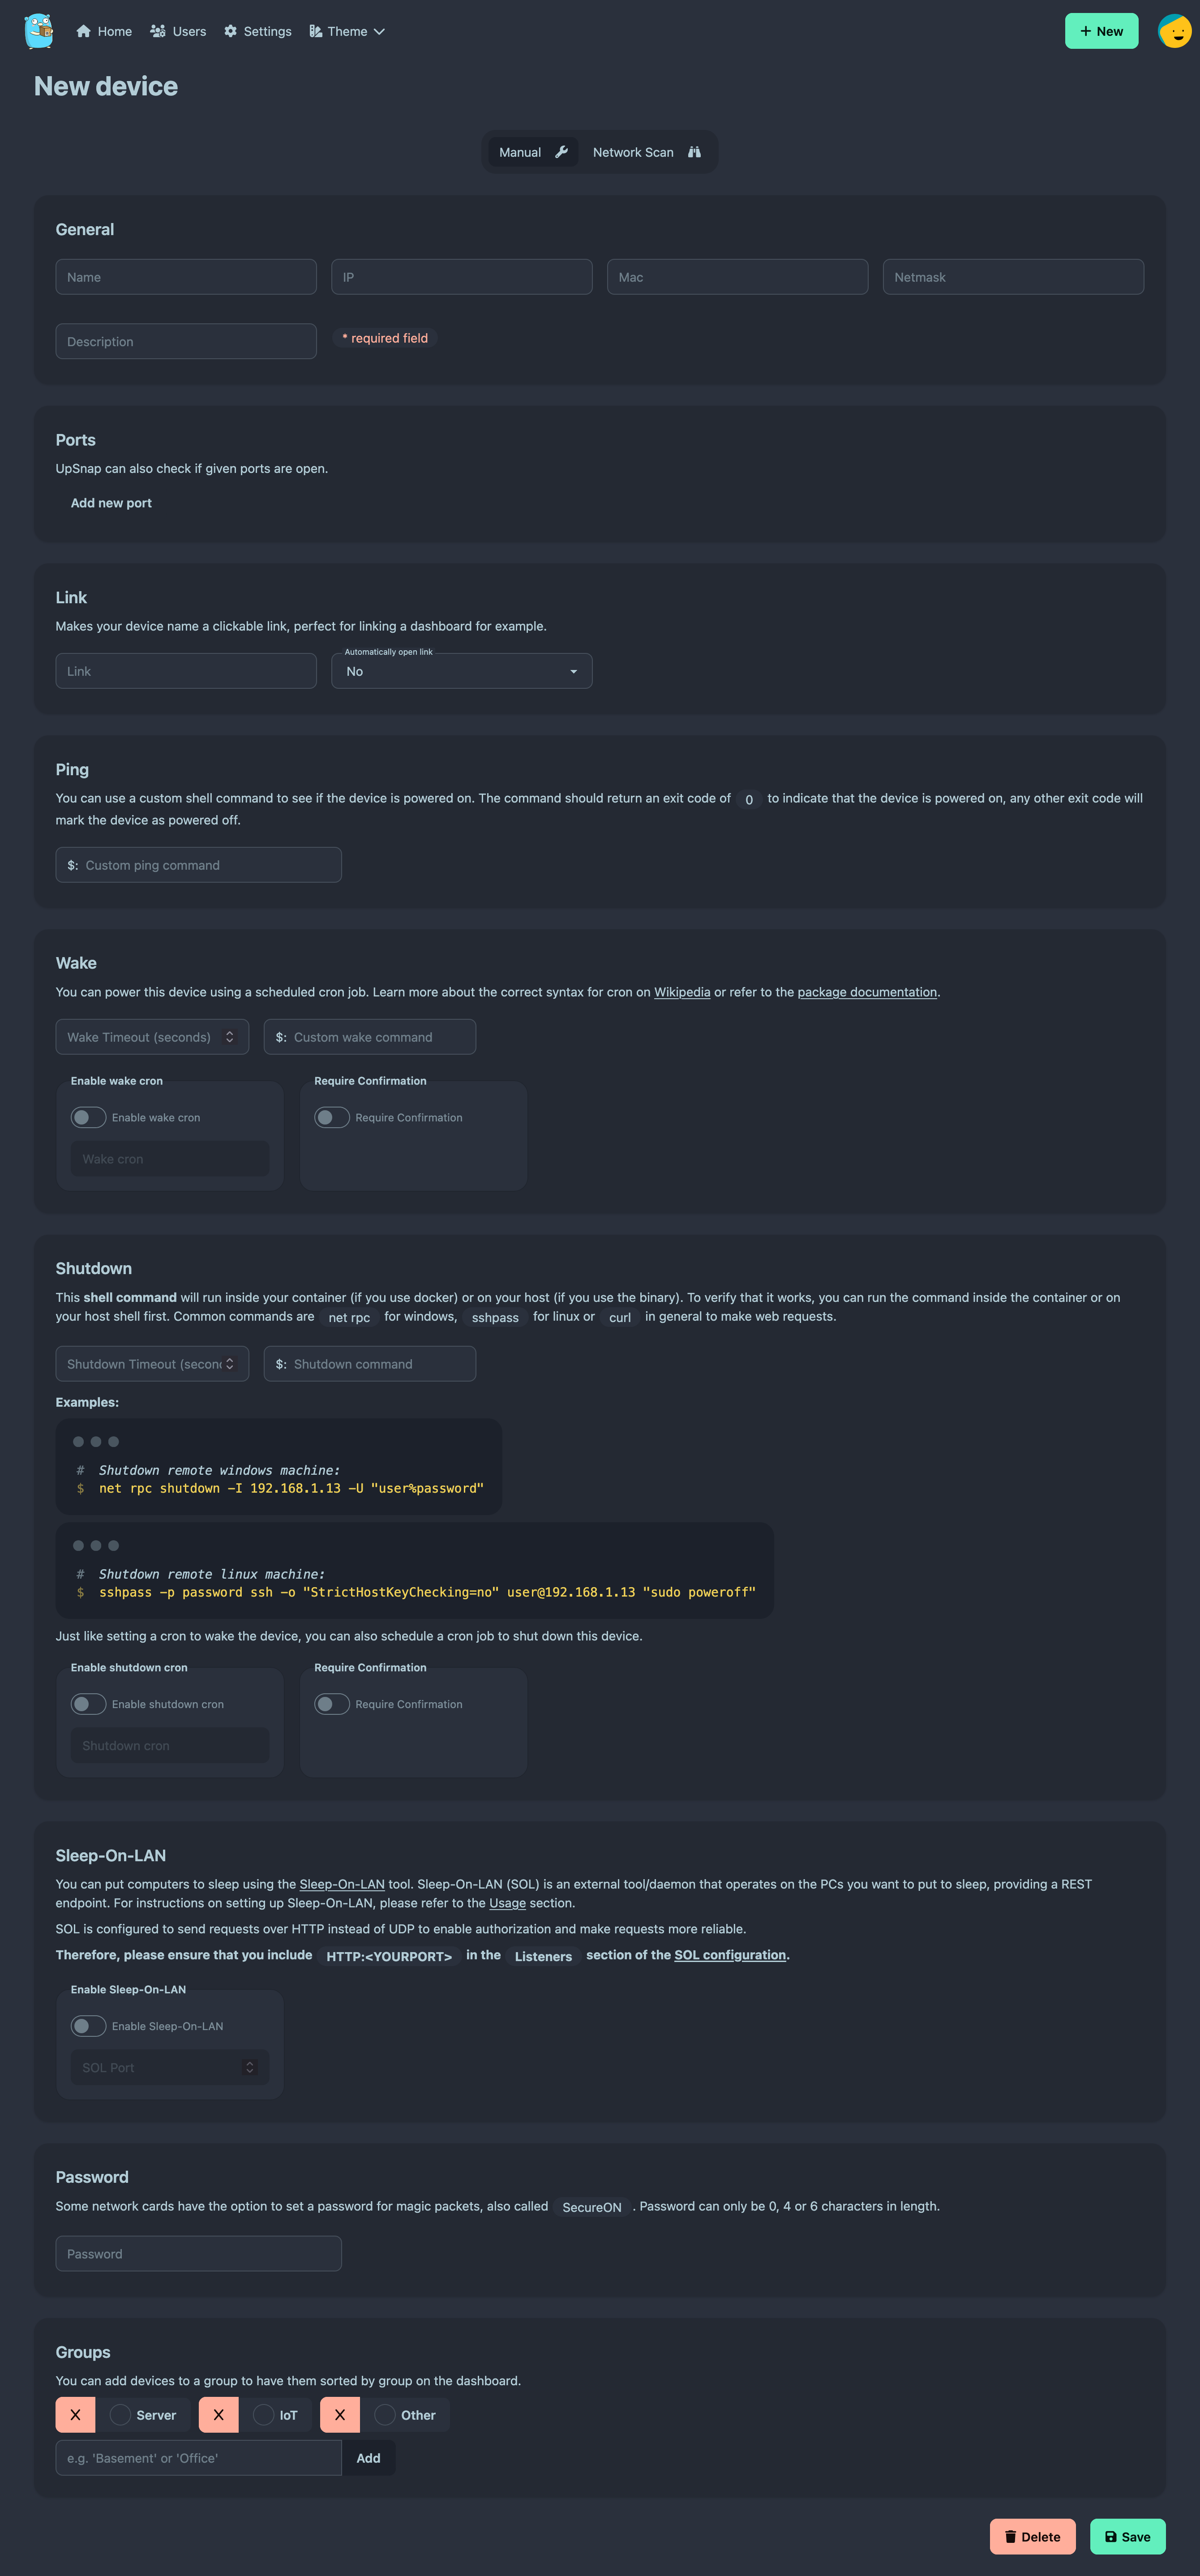 Home Users Settings Theme + New
New device
Manual Network Scan
General
Name IP Mac Netmask
Description * required field
Ports
UpSnap can also check if given ports are open.
Add new port
Link
Makes your device name a clickable link, perfect for linking a dashboard for example.
Automatically open link
Link No
Ping
You can use a custom shell command to see if the device is powered on. The command should return an exit code of 0 to indicate that the device is powered on, any other exit code will
mark the device as powered off.
$: Custom ping command
Wake
You can power this device using a scheduled cron job. Learn more about the correct syntax for cron on Wikipedia or refer to the package documentation.
Wake Timeout (seconds) $: Custom wake command
Enable wake cron Require Confirmation
Enable wake cron Require Confirmation
Wake cron
Shutdown
This shell command will run inside your container (if you use docker) or on your host (if you use the binary). To verify that it works, you can run the command inside the container or on
your host shell first. Common commands are net rpc for windows, sshpass for linux or curl in general to make web requests.
Shutdown Timeout (secon $: Shutdown command
Examples:
# Shutdown remote windows machine:
$ net rpc shutdown -I 192.168.1.13 -U "user%password"
# Shutdown remote linux machine:
$ sshpass -p password ssh -o "StrictHostKeyChecking=no" user@192.168.1.13 "sudo poweroff"
Just like setting a cron to wake the device, you can also schedule a cron job to shut down this device.
Enable shutdown cron Require Confirmation
Enable shutdown cron Require Confirmation
Shutdown cron
Sleep-On-LAN
You can put computers to sleep using the Sleep-On-LAN tool. Sleep-On-LAN (SOL) is an external tool/daemon that operates on the PCs you want to put to sleep, providing a REST
endpoint. For instructions on setting up Sleep-On-LAN, please refer to the Usage section.
SOL is configured to send requests over HTTP instead of UDP to enable authorization and make requests more reliable.
Therefore, please ensure that you include HTTP:<YOURPORT> in the Listeners section of the SOL configuration.
Enable Sleep-On-LAN
Enable Sleep-On-LAN
SOL Port
Password
Some network cards have the option to set a password for magic packets, also called SecureON . Password can only be 0, 4 or 6 characters in length.
Password
Groups
You can add devices to a group to have them sorted by group on the dashboard.
X Server X IoT X Other
e.g. 'Basement' or 'Office' Add
Delete Save